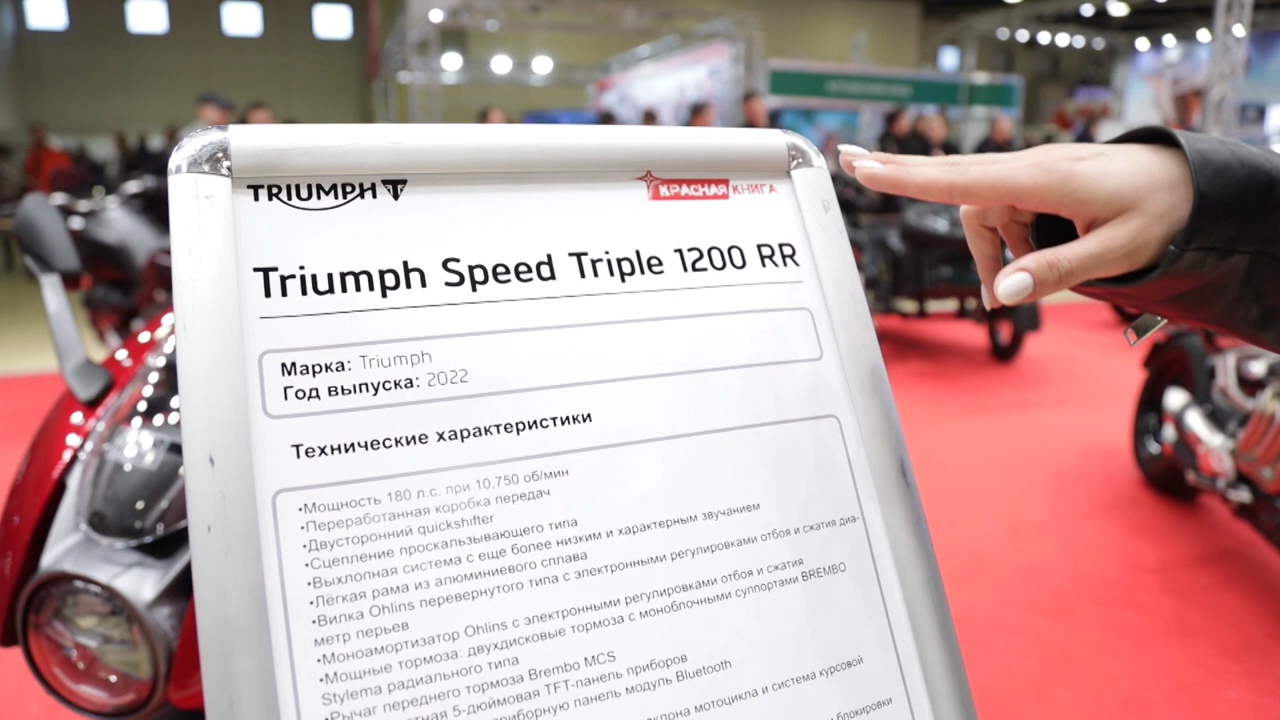 TRIUMPH
КРАСНАЯ КНИГА
Triumph Speed Triple 1200 RR
Марка: Triumph
Год выпуска: 2022
Технические характеристики
•Мощность 180 л.с. при 10.750 об/мин
•Переработанная коробка передач
•Двусторонний quickshifter
•Сцепление проскальзывающего типа
•Выхлопная система с еще более низким и характерным звучанием
•Лёгкая рама из алюминиевого сплава
•Вилка Ohlins перевернутого типа с электронными регулировками отбоя и сжатия диа-
метр перьев
•Моноамортизатор Ohlins с электронными регулировками отбоя и сжатия
•Мощные тормоза: двухдисковые тормоза с моноблочными суппортами BREMBO
Stylema радиального типа
•Рычаг переднего тормоза Brembo MCS
5-дюймовая TFT-панель приборов
панель модуль Bluetooth
мотоцикла и система курсовой
блокировки